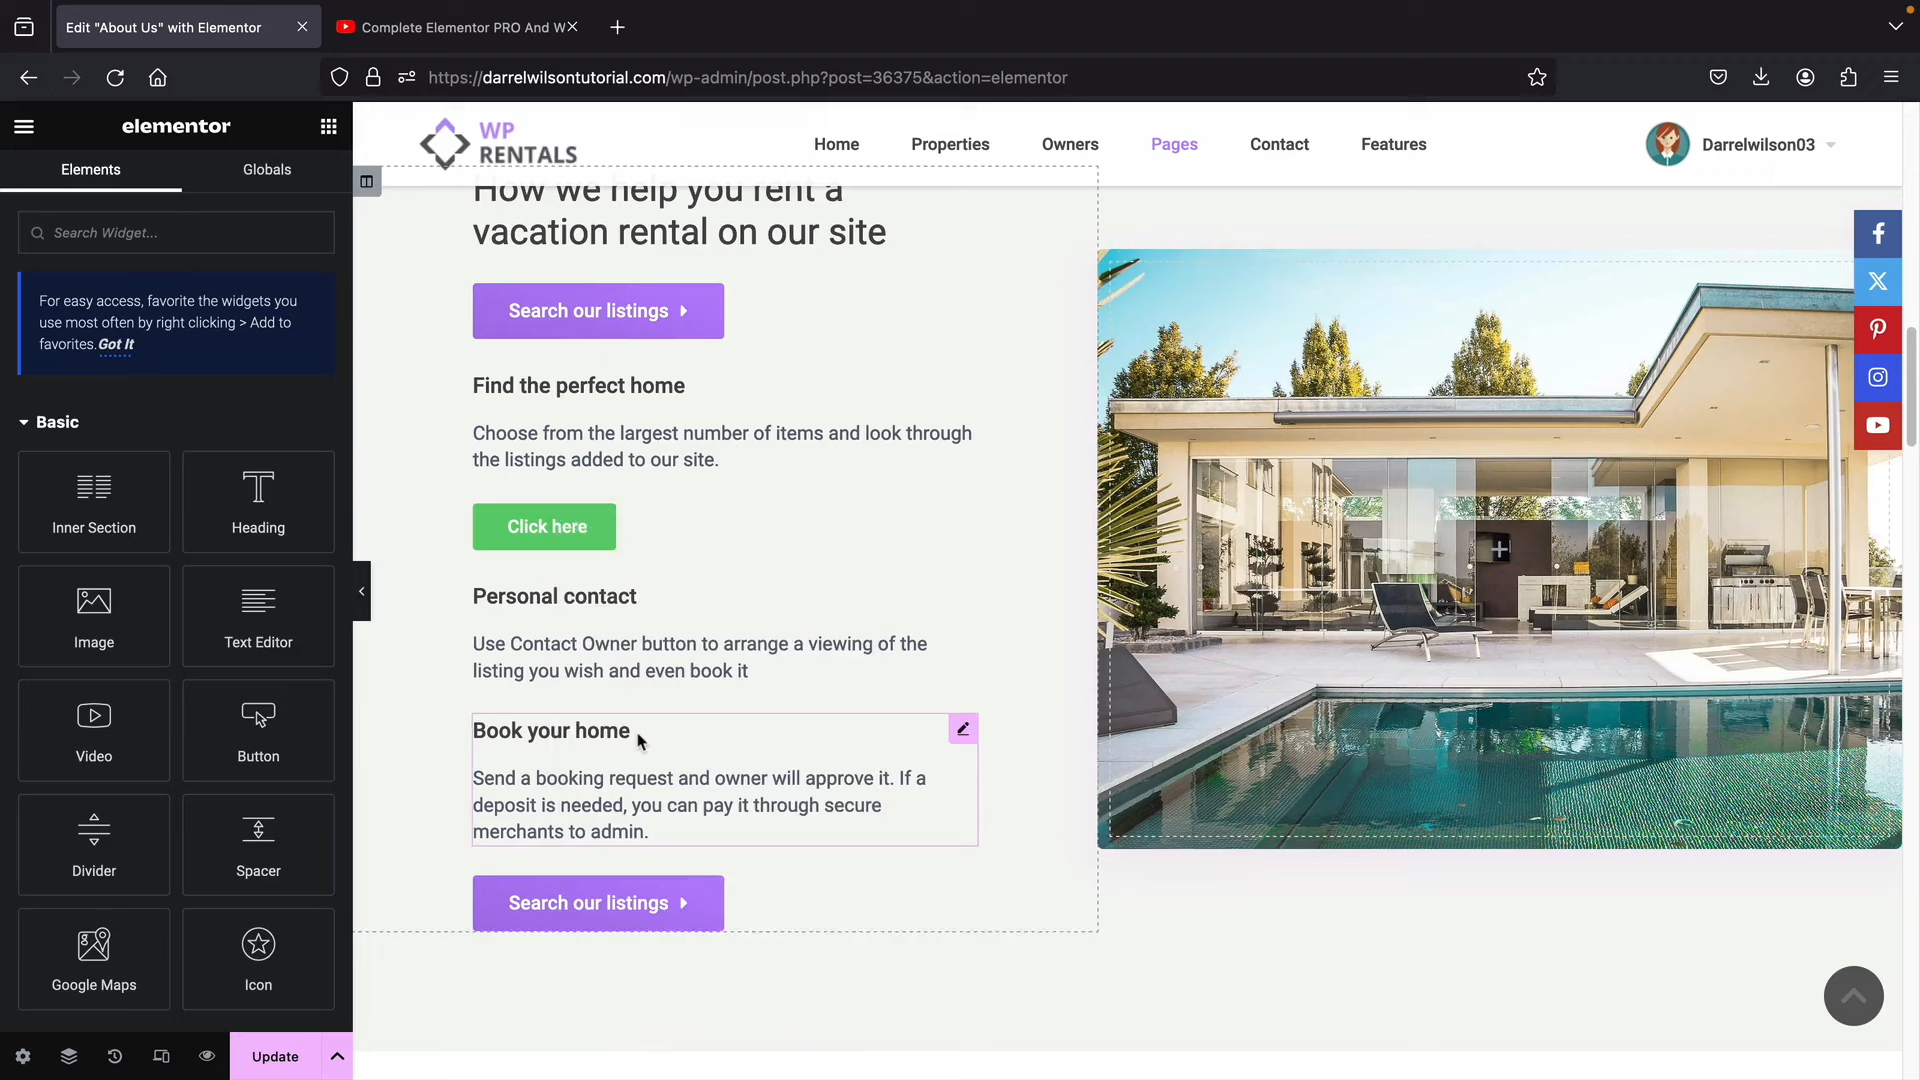 Edit "About Us" with Elementor
Complete Elementor PRO And W
https://darrelwilsontutorial.com/wp-admin/post.php?post=36375&action=elementor
elementor
Elements
Globals
Search Widget...
For easy access, favorite the widgets you
use most often by right clicking > Add to
favorites. Got It
Basic
Inner Section
Heading
Image
Text Editor
Video
Button
Divider
Spacer
Google Maps
Icon
Update
WP
RENTALS
Home
Properties
Owners
Pages
Contact
Features
Darrelwilson03
How we help you rent a
vacation rental on our site
Search our listings
Find the perfect home
Choose from the largest number of items and look through
the listings added to our site.
Click here
Personal contact
Use Contact Owner button to arrange a viewing of the
listing you wish and even book it
Book your home
Send a booking request and owner will approve it. If a
deposit is needed, you can pay it through secure
merchants to admin.
Search our listings